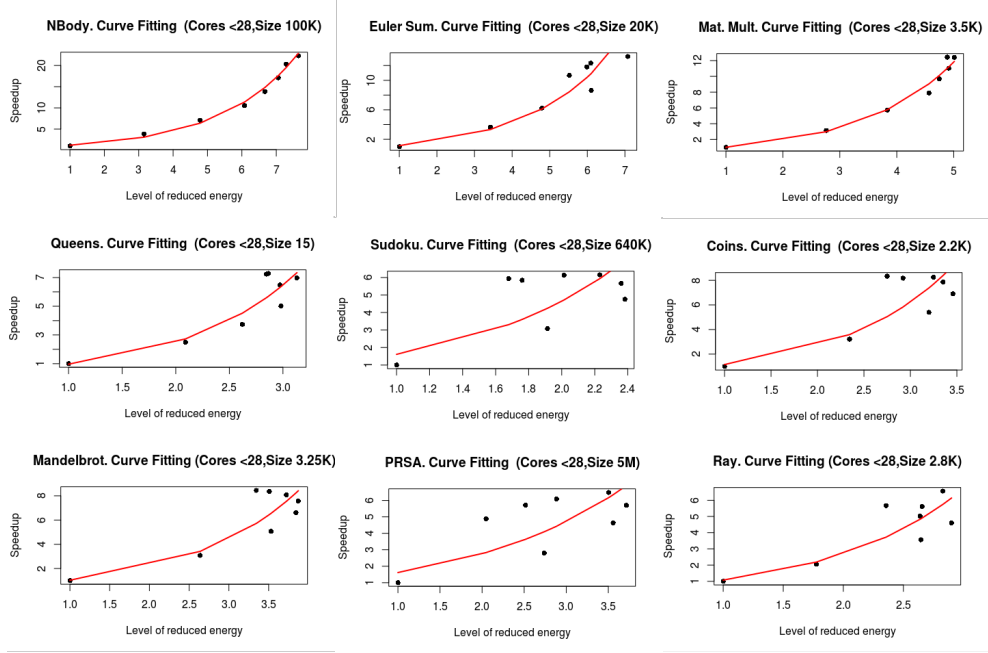 NBody. Curve Fitting (Cores <28,Size 100K)
Speedup
5 10 20
1 2 3 4 5 6 7
Level of reduced energy
Euler Sum. Curve Fitting (Cores <28,Size 20K)
Speedup
2 6 10
1 2 3 4 5 6 7
Level of reduced energy
Mat. Mult. Curve Fitting (Cores <28,Size 3.5K)
Speedup
2 4 6 8 12
1 2 3 4 5
Level of reduced energy
Queens. Curve Fitting (Cores <28,Size 15)
Speedup
1 3 5 7
1.0 1.5 2.0 2.5 3.0
Level of reduced energy
Sudoku. Curve Fitting (Cores <28,Size 640K)
Speedup
1 2 3 4 5 6
1.0 1.2 1.4 1.6 1.8 2.0 2.2 2.4
Level of reduced energy
Coins. Curve Fitting (Cores <28,Size 2.2K)
Speedup
2 4 6 8
1.0 1.5 2.0 2.5 3.0 3.5
Level of reduced energy
Mandelbrot. Curve Fitting (Cores <28,Size 3.25K)
Speedup
2 4 6 8
1.0 1.5 2.0 2.5 3.0 3.5
Level of reduced energy
PRSA. Curve Fitting (Cores <28,Size 5M)
Speedup
1 2 3 4 5 6
1.0 1.5 2.0 2.5 3.0 3.5
Level of reduced energy
Ray. Curve Fitting (Cores <28,Size 2.8K)
Speedup
1 2 3 4 5 6
1.0 1.5 2.0 2.5
Level of reduced energy